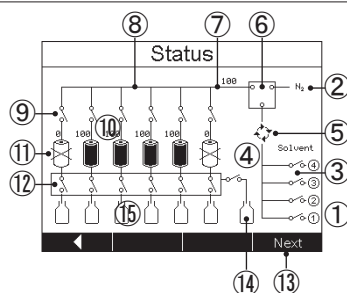 ⑧ ⑦ ⑥
Status
100 N₂ ②
⑨
0 100 100 100 100 0
⑩
⑤
⑪ ④ Solvent
④
⑫ ③ ③
② ①
①
⑮
Next
⑭ ⑬